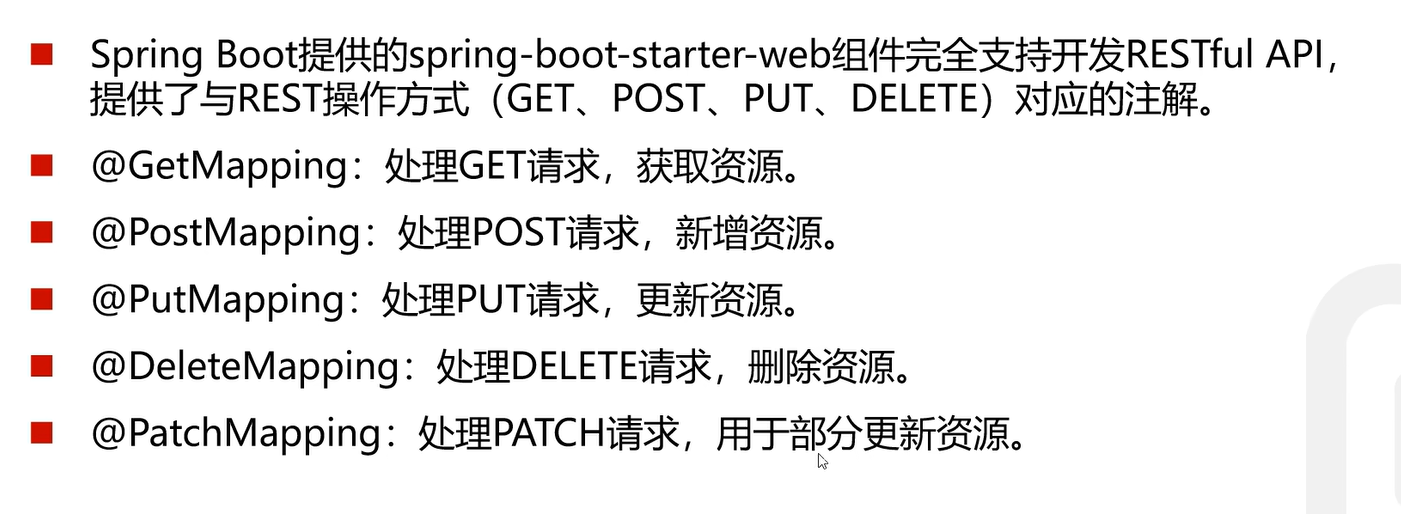 Spring Boot提供的spring-boot-starter-web组件完全支持开发RESTful API，
提供了与REST操作方式（GET、POST、PUT、DELETE）对应的注解。
@GetMapping：处理GET请求，获取资源。
@PostMapping：处理POST请求，新增资源。
@PutMapping：处理PUT请求，更新资源。
@DeleteMapping：处理DELETE请求，删除资源。
@PatchMapping：处理PATCH请求，用于部分更新资源。